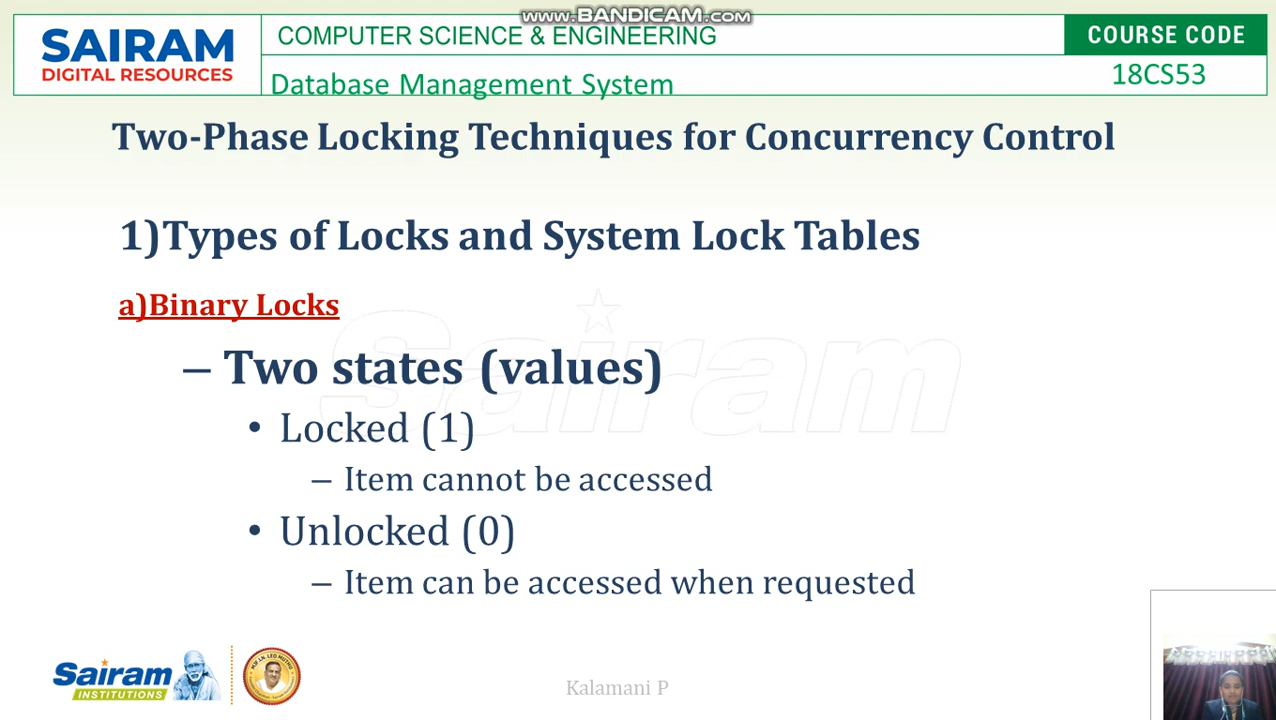 www.BANDICAM.com
SAIRAM
DIGITAL RESOURCES
COMPUTER SCIENCE & ENGINEERING
COURSE CODE
Database Management System
18CS53
Two-Phase Locking Techniques for Concurrency Control
1)Types of Locks and System Lock Tables
a)Binary Locks
Sairam
– Two states (values)
• Locked (1)
– Item cannot be accessed
• Unlocked (0)
– Item can be accessed when requested
Sairam
INSTITUTIONS
Kalamani P